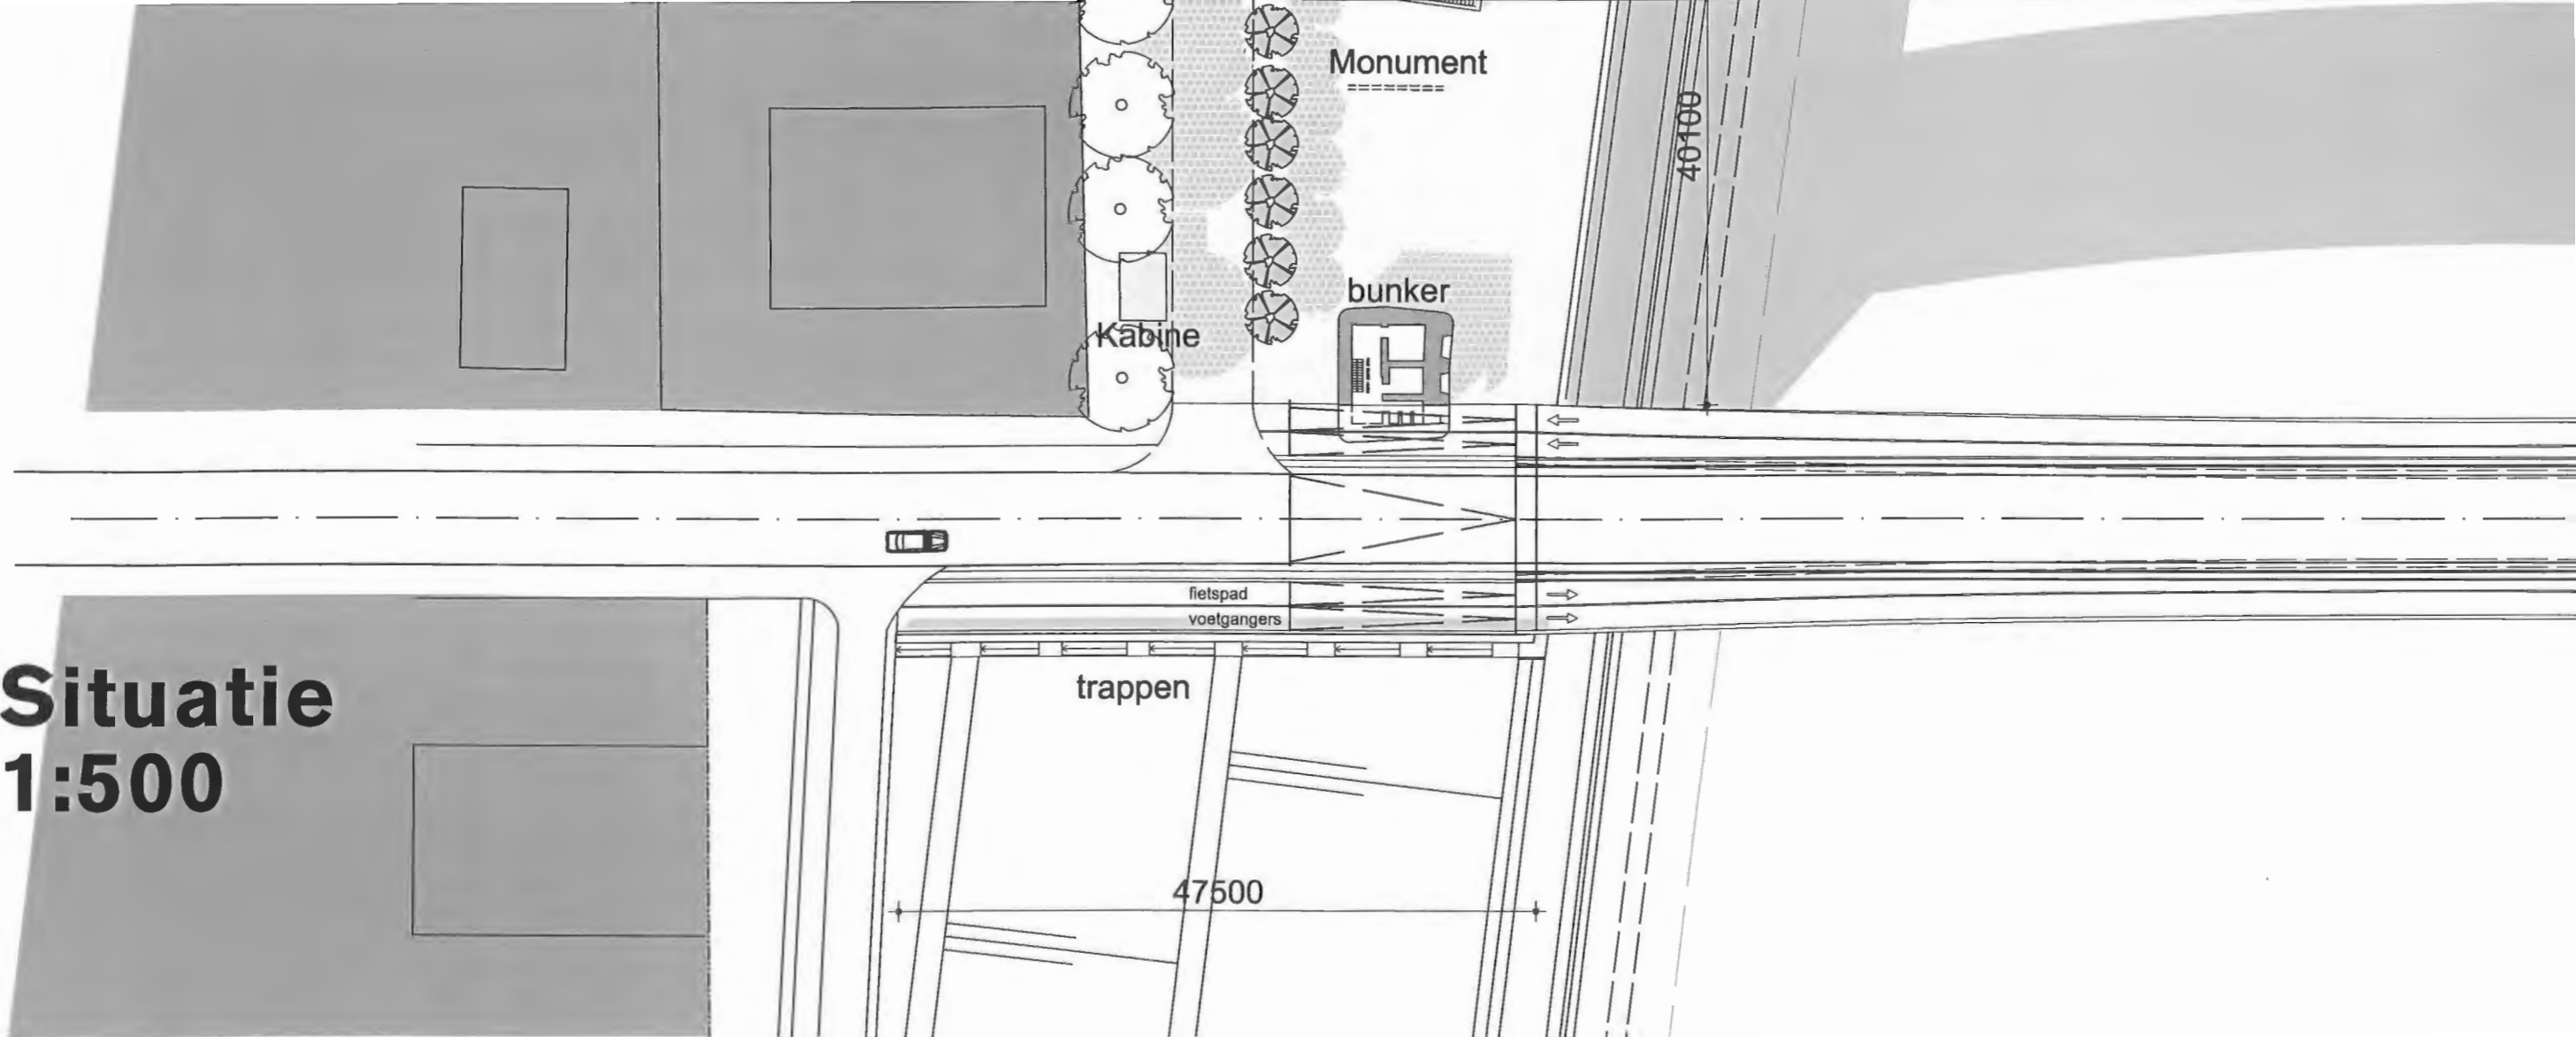 Monument
40100
bunker
Kabine
fietspad
voetgangers
trappen
Situatie
1:500
47500